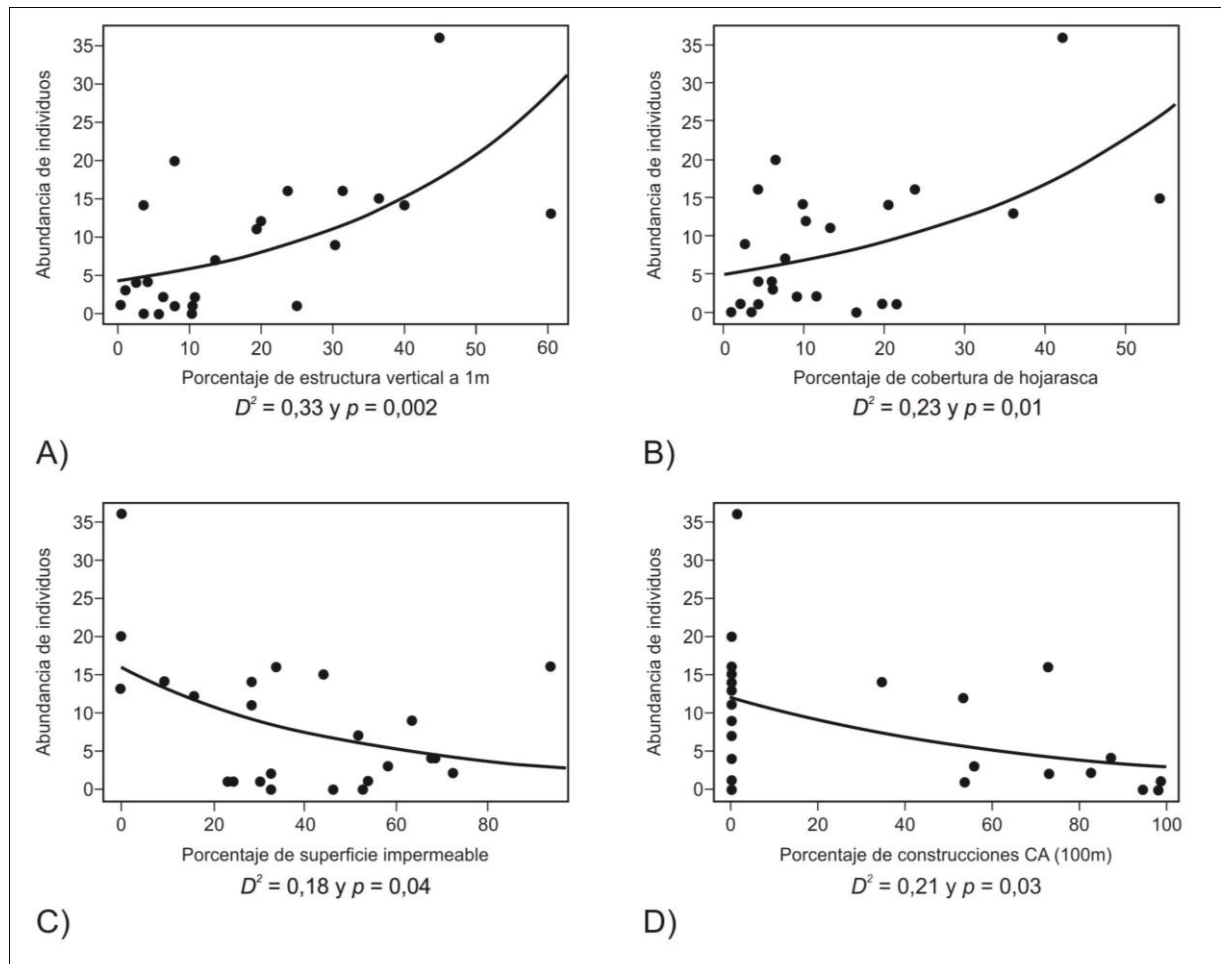 Abundancia de individuos
35
30
25
20
15
10
5
0
0 10 20 30 40 50 60
Porcentaje de estructura vertical a 1m
D² = 0,33 y p = 0,002
A)
Abundancia de individuos
35
30
25
20
15
10
5
0
0 10 20 30 40 50
Porcentaje de cobertura de hojarasca
D² = 0,23 y p = 0,01
B)
Abundancia de individuos
35
30
25
20
15
10
5
0
0 20 40 60 80
Porcentaje de superficie impermeable
D² = 0,18 y p = 0,04
C)
Abundancia de individuos
35
30
25
20
15
10
5
0
0 20 40 60 80 100
Porcentaje de construcciones CA (100m)
D² = 0,21 y p = 0,03
D)